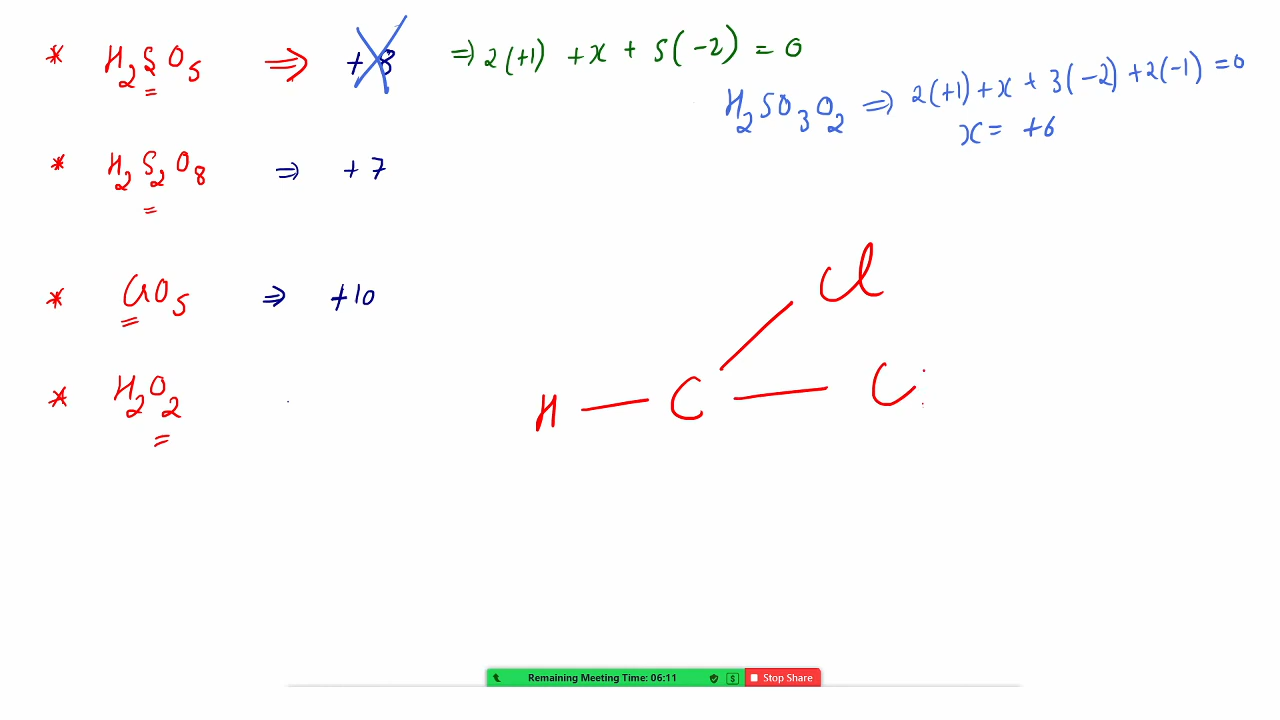 * H₂SO₅ ⇒ +8 ⇒ 2(+1) + x + 5(-2) = 0
H₂SO₃O₂ ⇒ 2(+1) + x + 3(-2) + 2(-1) = 0
x = +6
* H₂S₂O₈ ⇒ +7
* CrO₅ ⇒ +10
* H₂O₂
Cl
H — C — C
Remaining Meeting Time: 06:11 $ Stop Share